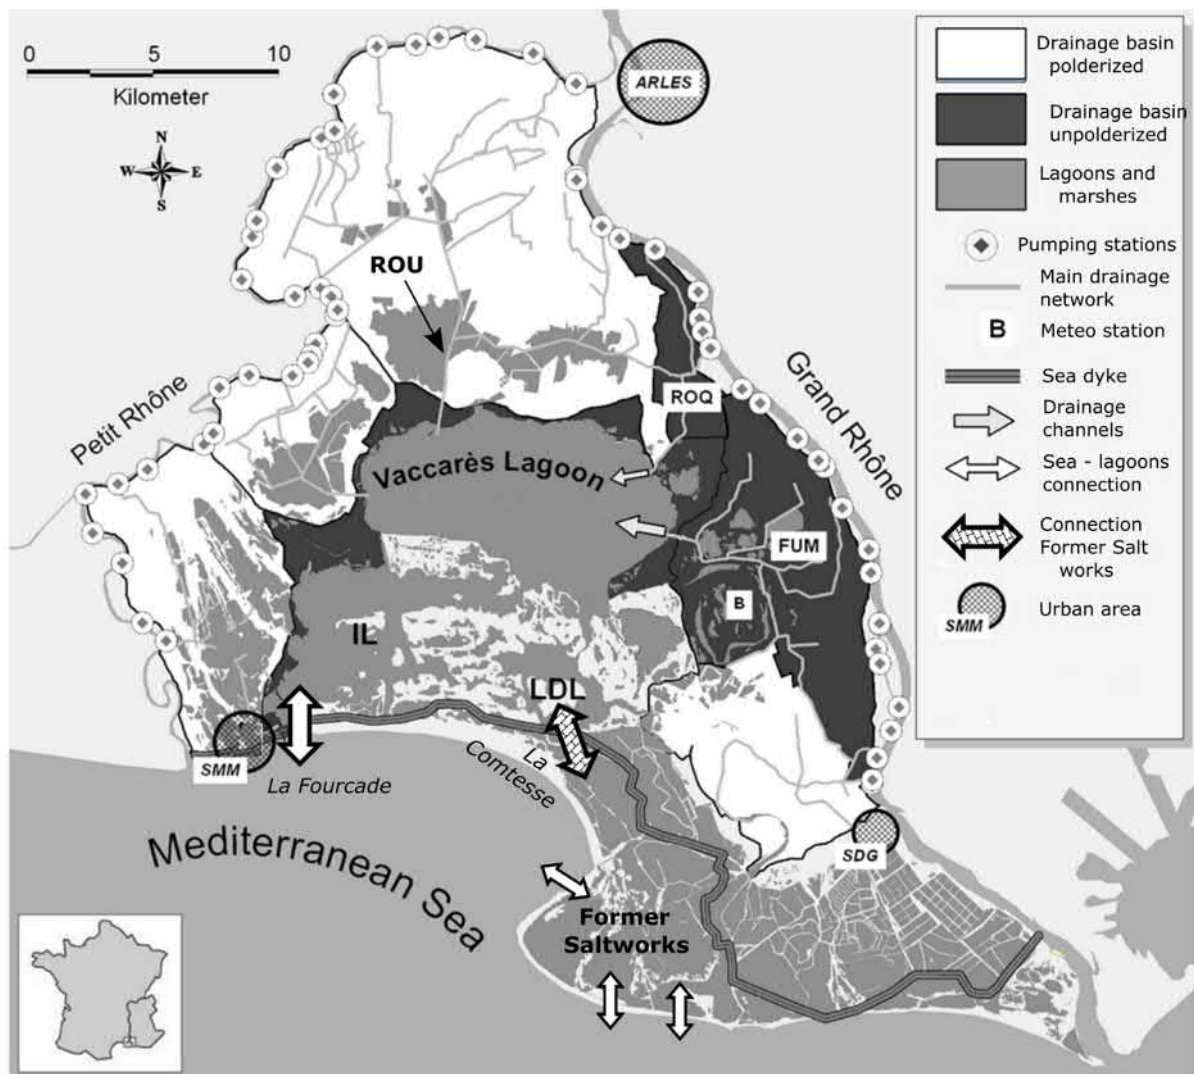 0 5 10
Kilometer
N
W E
S
ARLES
ROU
Petit Rhône
Grand Rhône
ROQ
Vaccarès Lagoon
FUM
B
IL
LDL
SMM
La Fourcade
La
Comtesse
Mediterranean Sea
SDG
Former
Saltworks
Drainage basin
polderized
Drainage basin
unpolderized
Lagoons and
marshes
Pumping stations
Main drainage
network
B Meteo station
Sea dyke
Drainage
channels
Sea - lagoons
connection
Connection
Former Salt
works
SMM Urban area